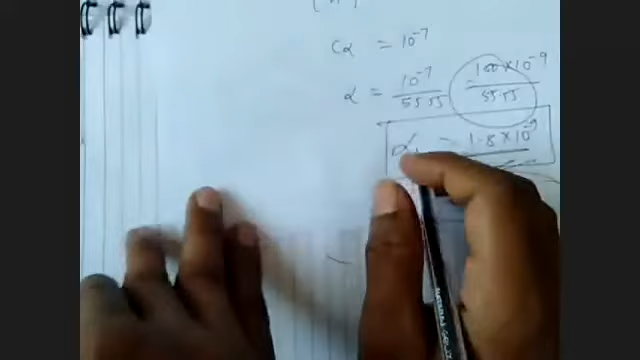 Cα = 10⁻⁷
α = 10⁻⁷/55.55 = 100×10⁻⁹/55.55
α = 1.8×10⁻⁹